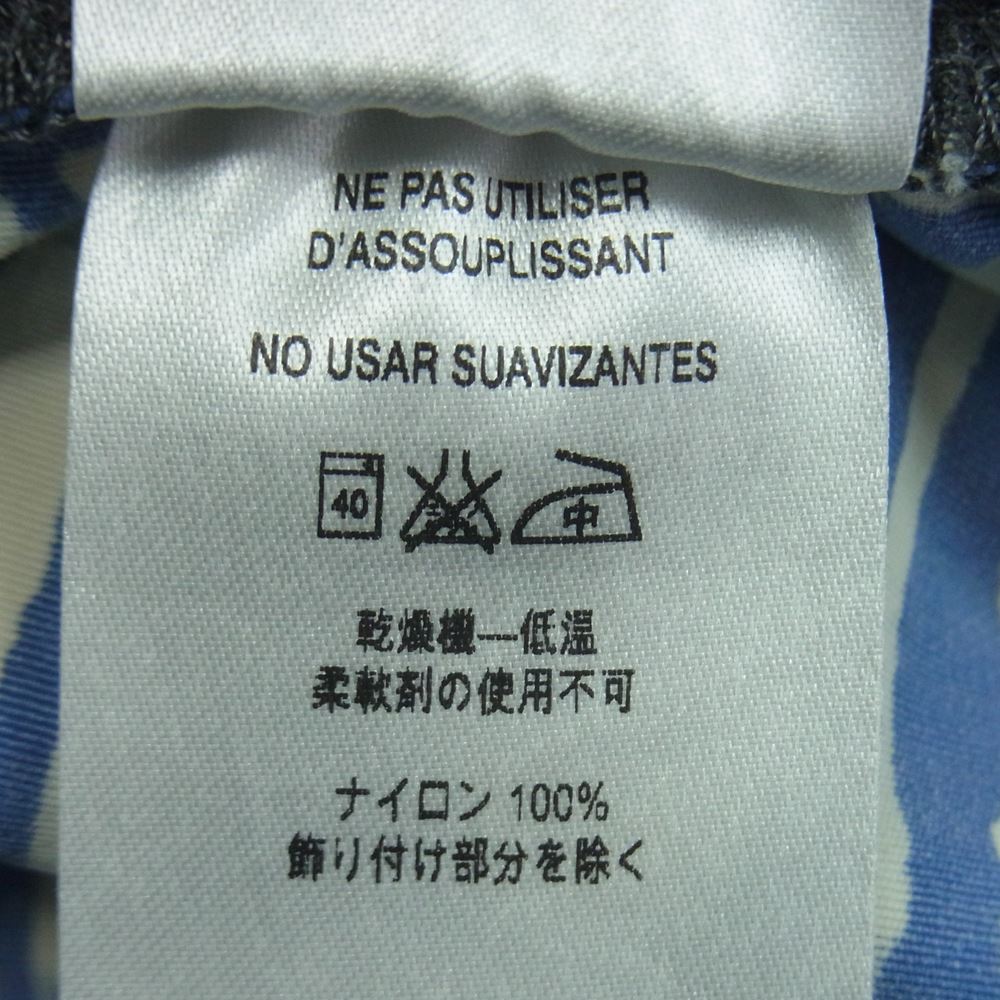 NE PAS UTILISER
D'ASSOUPLISSANT
NO USAR SUAVIZANTES
40 中
乾燥機—低温
柔軟剤の使用不可
ナイロン 100%
飾り付け部分を除く